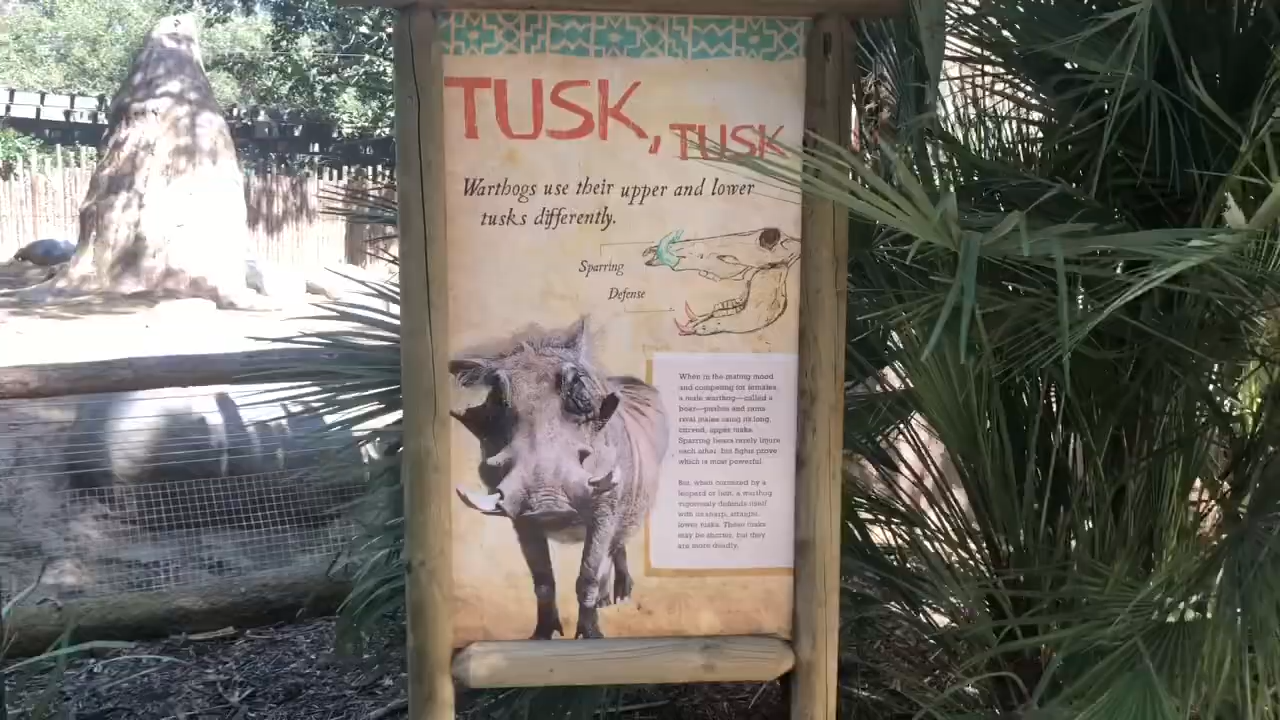 TUSK, TUSK
Warthogs use their upper and lower
tusks differently.
Sparring
Defense
When in the mating mood
and competing for females,
a male warthog—called a
boar—pushes and rams
rival males using its long,
curved, upper tusks.
Sparring boars rarely injure
each other, but fights prove
which is most powerful.
But, when cornered by a
leopard or lion, a warthog
vigorously defends itself
with its sharp, straight,
lower tusks. These tusks
may be shorter, but they
are more deadly.